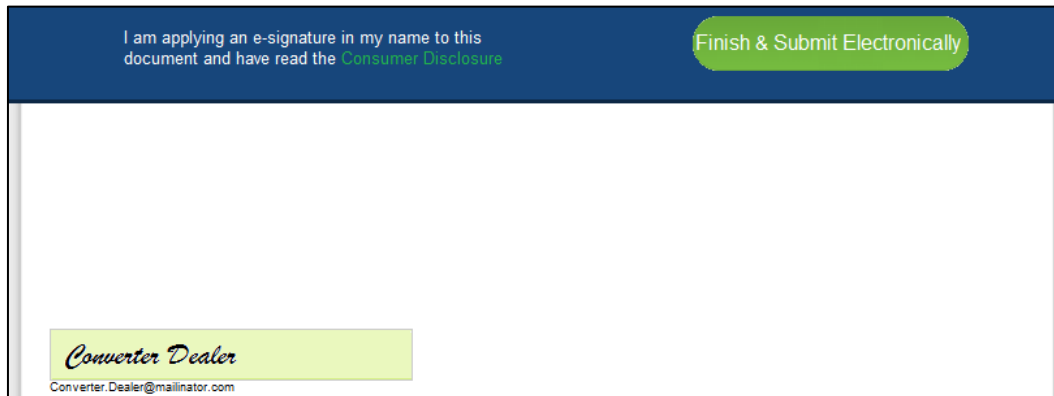 I am applying an e-signature in my name to this
document and have read the Consumer Disclosure
Finish & Submit Electronically
Converter Dealer
Converter.Dealer@mailinator.com